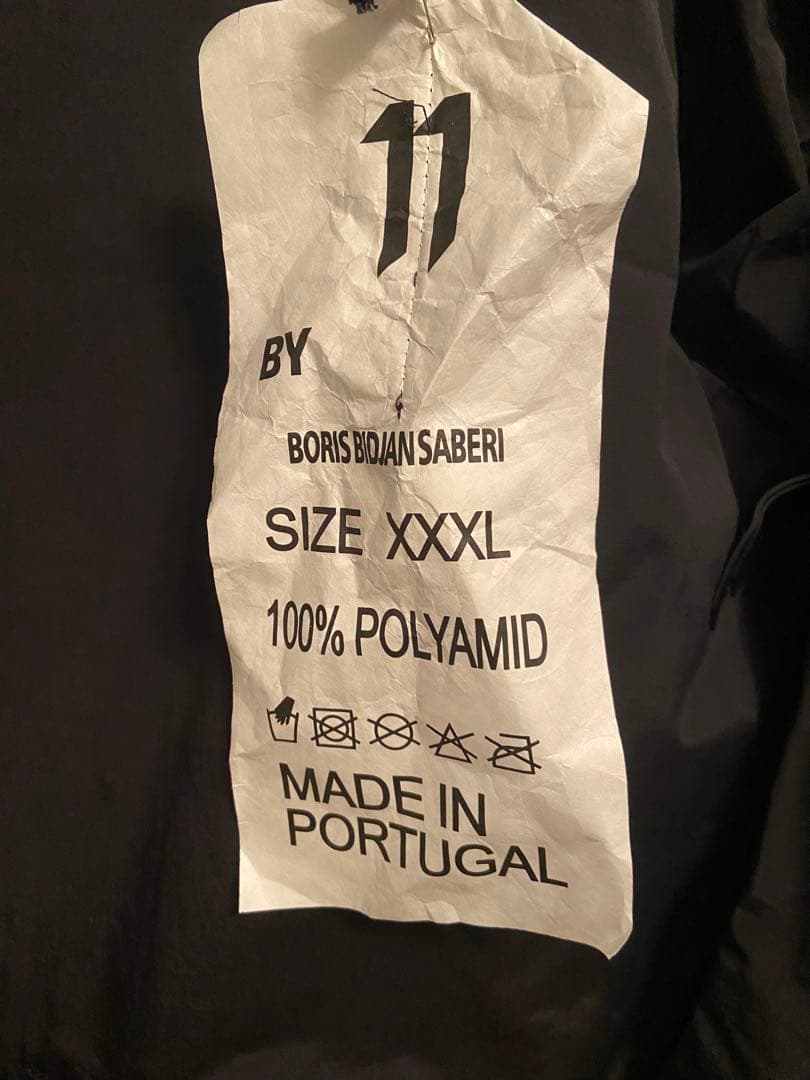 11
BY
BORIS BIDJAN SABERI
SIZE XXXL
100% POLYAMID
MADE IN
PORTUGAL